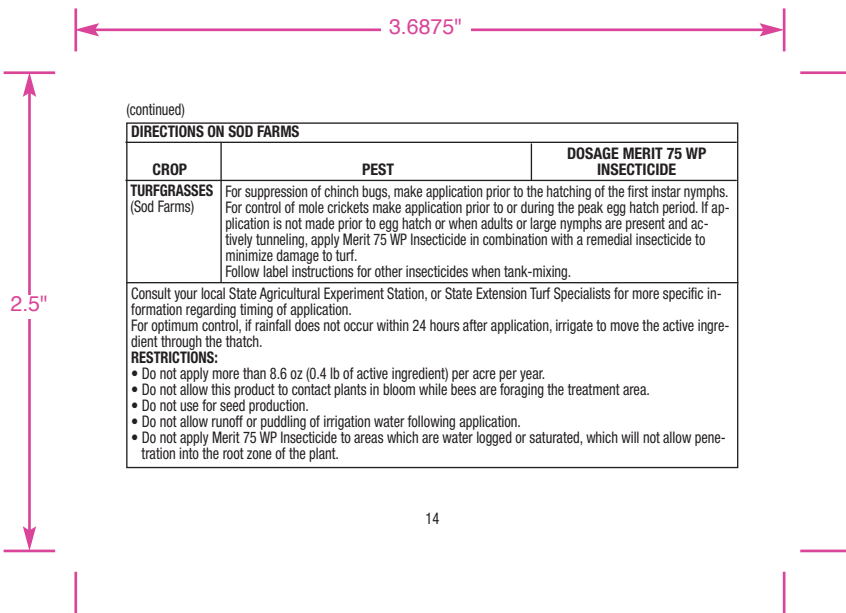 3.6875"
2.5"
(continued)
DIRECTIONS ON SOD FARMS
CROP
PEST
DOSAGE MERIT 75 WP
INSECTICIDE
TURFGRASSES
(Sod Farms)
For suppression of chinch bugs, make application prior to the hatching of the first instar nymphs.
For control of mole crickets make application prior to or during the peak egg hatch period. If ap-
plication is not made prior to egg hatch or when adults or large nymphs are present and ac-
tively tunneling, apply Merit 75 WP Insecticide in combination with a remedial insecticide to
minimize damage to turf.
Follow label instructions for other insecticides when tank-mixing.
Consult your local State Agricultural Experiment Station, or State Extension Turf Specialists for more specific in-
formation regarding timing of application.
For optimum control, if rainfall does not occur within 24 hours after application, irrigate to move the active ingre-
dient through the thatch.
RESTRICTIONS:
• Do not apply more than 8.6 oz (0.4 lb of active ingredient) per acre per year.
• Do not allow this product to contact plants in bloom while bees are foraging the treatment area.
• Do not use for seed production.
• Do not allow runoff or puddling of irrigation water following application.
• Do not apply Merit 75 WP Insecticide to areas which are water logged or saturated, which will not allow pene-
tration into the root zone of the plant.
14